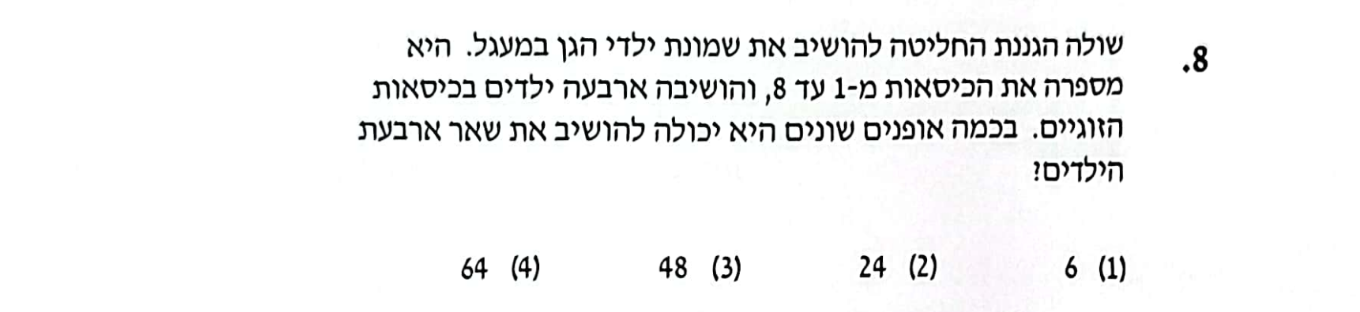 8. שולה הגננת החליטה להושיב את שמונת ילדי הגן במעגל. היא
מספרה את הכיסאות מ-1 עד 8, והושיבה ארבעה ילדים בכיסאות
הזוגיים. בכמה אופנים שונים היא יכולה להושיב את שאר ארבעת
הילדים?
(1) 6 (2) 24 (3) 48 (4) 64